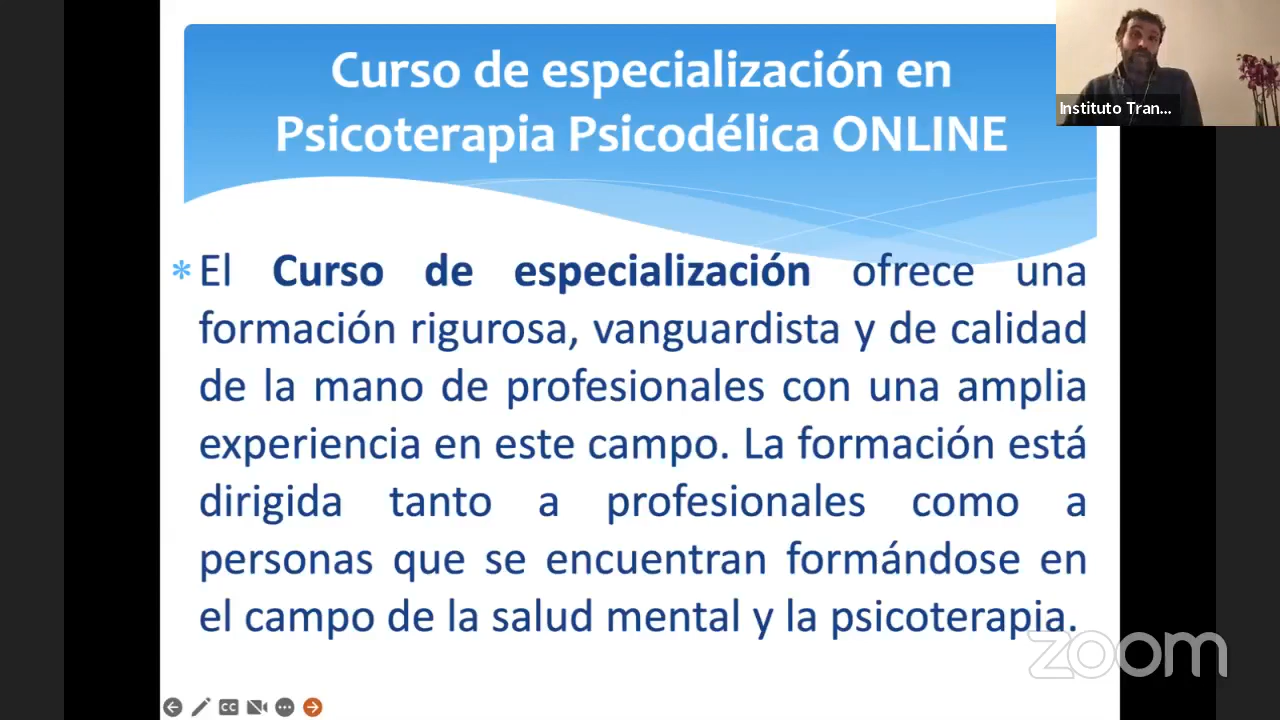 Curso de especialización en
Psicoterapia Psicodélica ONLINE
Instituto Tran...
* El Curso de especialización ofrece una
formación rigurosa, vanguardista y de calidad
de la mano de profesionales con una amplia
experiencia en este campo. La formación está
dirigida tanto a profesionales como a
personas que se encuentran formándose en
el campo de la salud mental y la psicoterapia.
zoom
CC